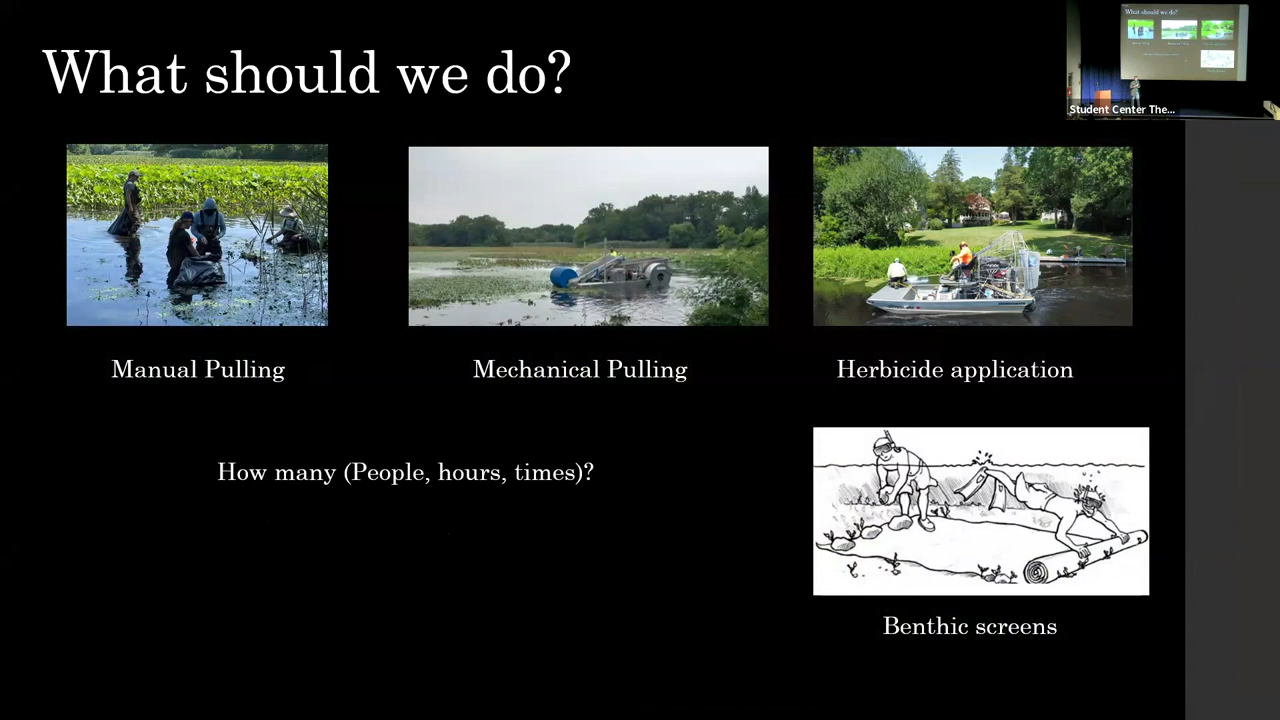 What should we do?
Student Center The...
Manual Pulling
Mechanical Pulling
Herbicide application
How many (People, hours, times)?
Benthic screens